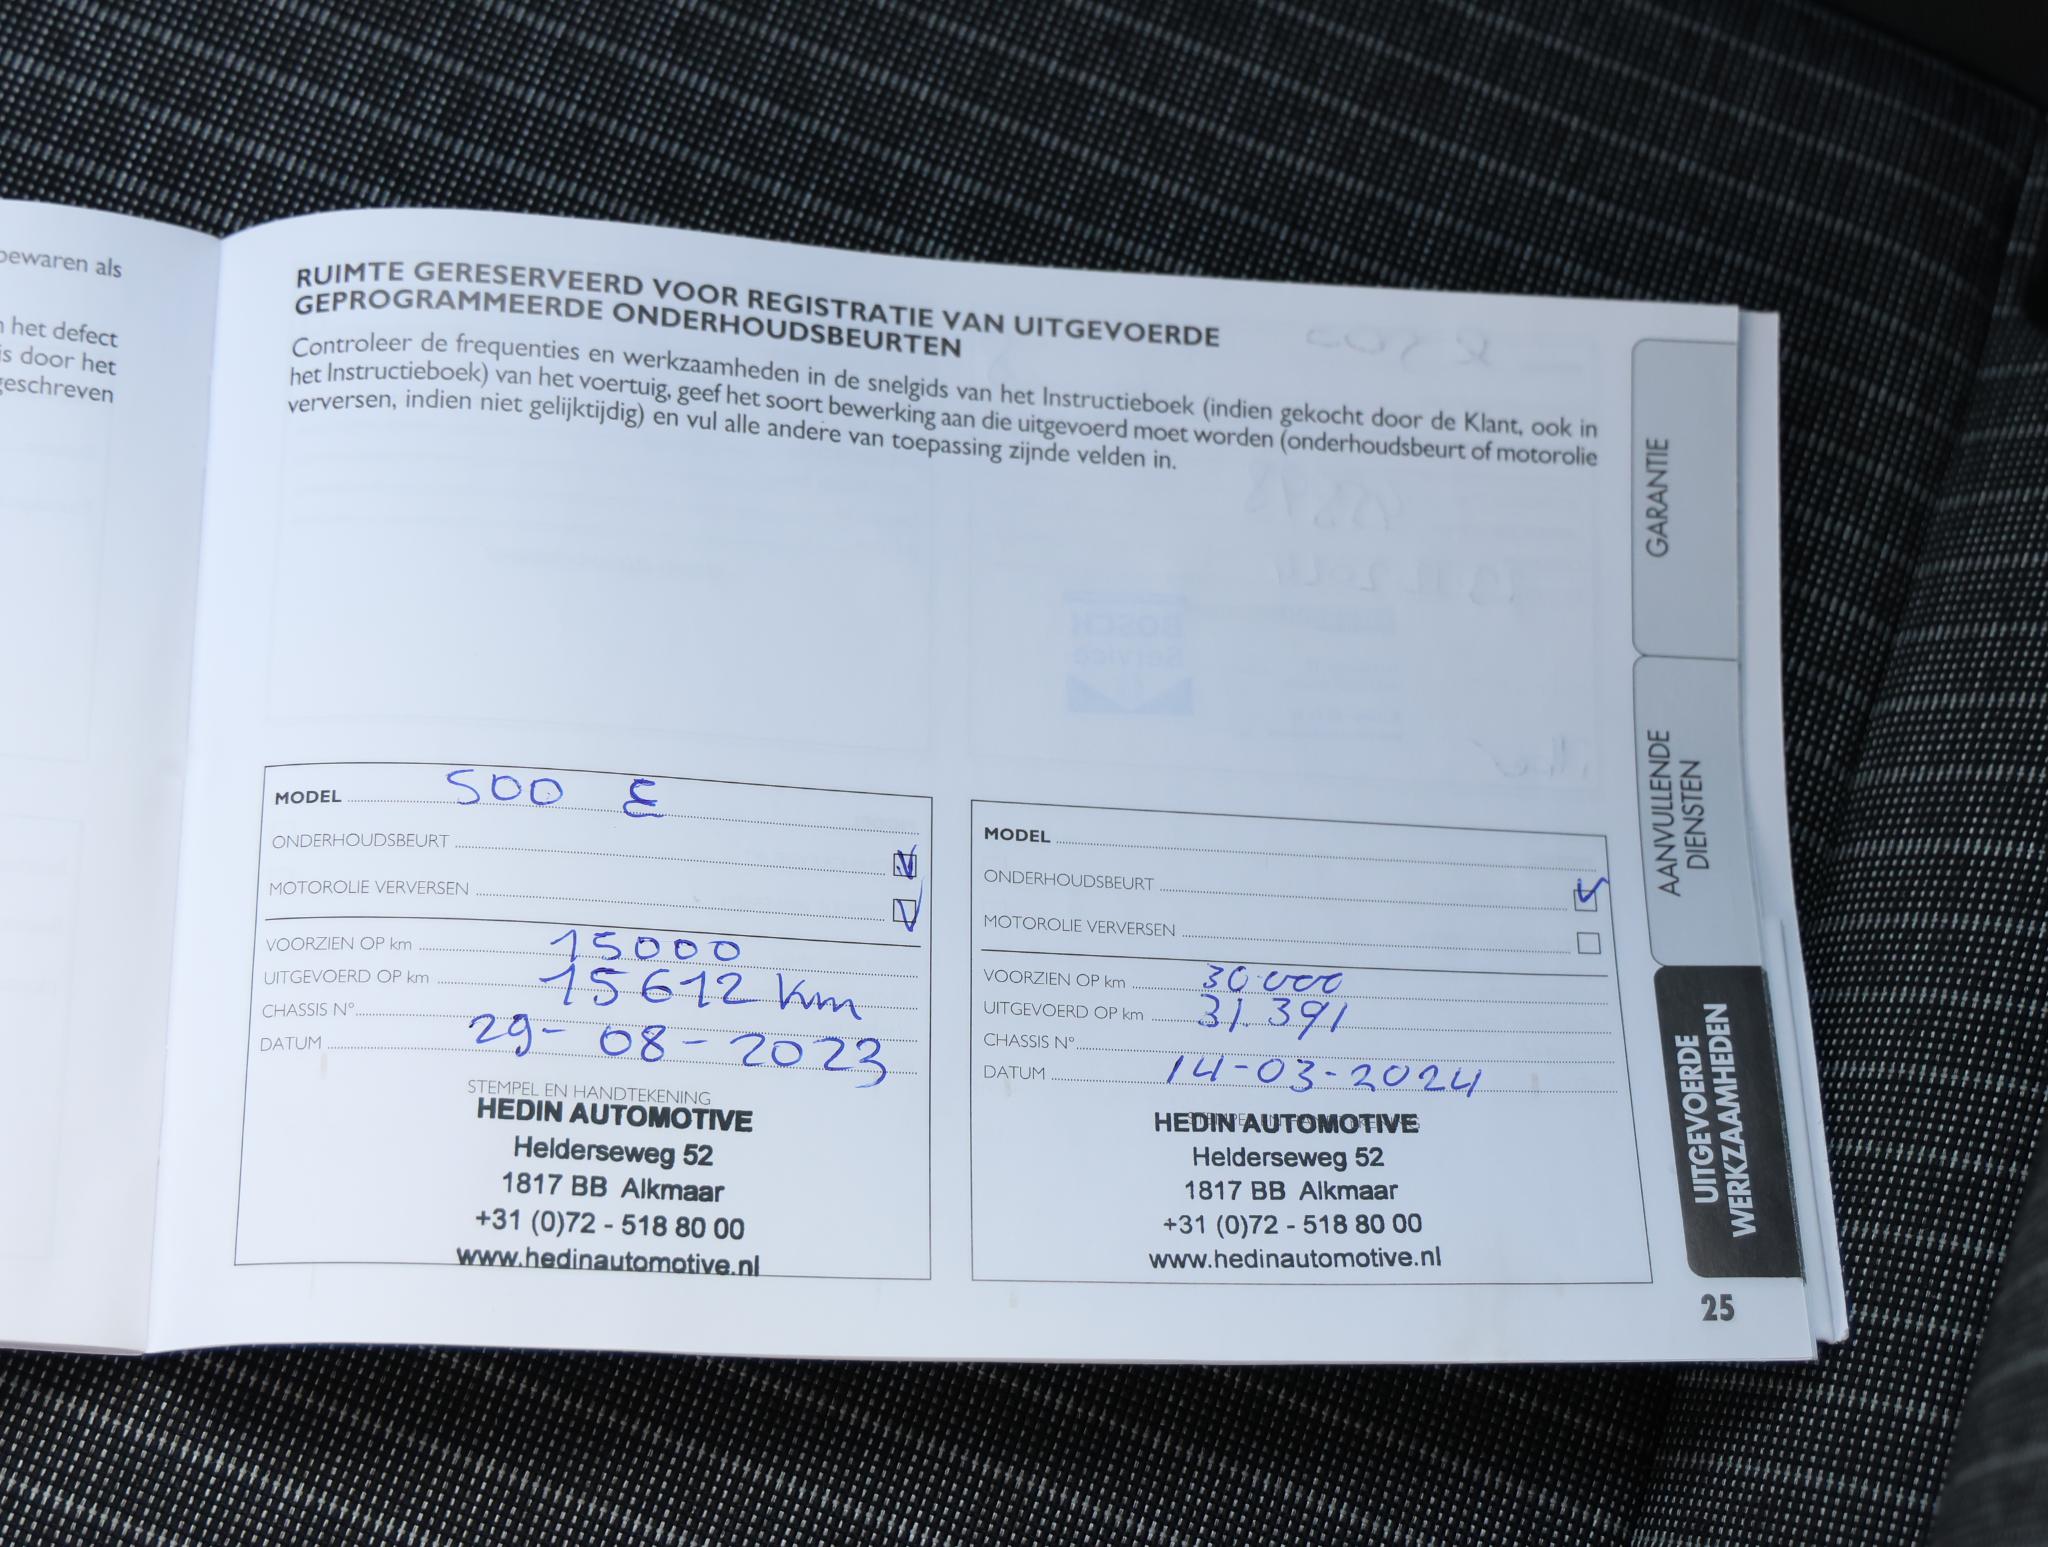 bewaren als
het defect
is door het
geschreven
RUIMTE GERESERVEERD VOOR REGISTRATIE VAN UITGEVOERDE
GEPROGRAMMEERDE ONDERHOUDSBEURTEN
Controleer de frequenties en werkzaamheden in de snelgids van het Instructieboek (indien gekocht door de Klant, ook in
het Instructieboek) van het voertuig, geef het soort bewerking aan die uitgevoerd moet worden (onderhoudsbeurt of motorolie
verversen, indien niet gelijktijdig) en vul alle andere van toepassing zijnde velden in.
MODEL 500 E
ONDERHOUDSBEURT
MOTOROLIE VERVERSEN
VOORZIEN OP km 15000
UITGEVOERD OP km 15612 km
CHASSIS N°
DATUM 29-08-2023
STEMPEL EN HANDTEKENING
HEDIN AUTOMOTIVE
Helderseweg 52
1817 BB Alkmaar
+31 (0)72 - 518 80 00
www.hedinautomotive.nl
MODEL
ONDERHOUDSBEURT
MOTOROLIE VERVERSEN
VOORZIEN OP km 30.000
UITGEVOERD OP km 31.391
CHASSIS N°
DATUM 14-03-2024
STEMPEL EN HANDTEKENING
HEDIN AUTOMOTIVE
Helderseweg 52
1817 BB Alkmaar
+31 (0)72 - 518 80 00
www.hedinautomotive.nl
GARANTIE
AANVULLENDE
DIENSTEN
UITGEVOERDE
WERKZAAMHEDEN
25